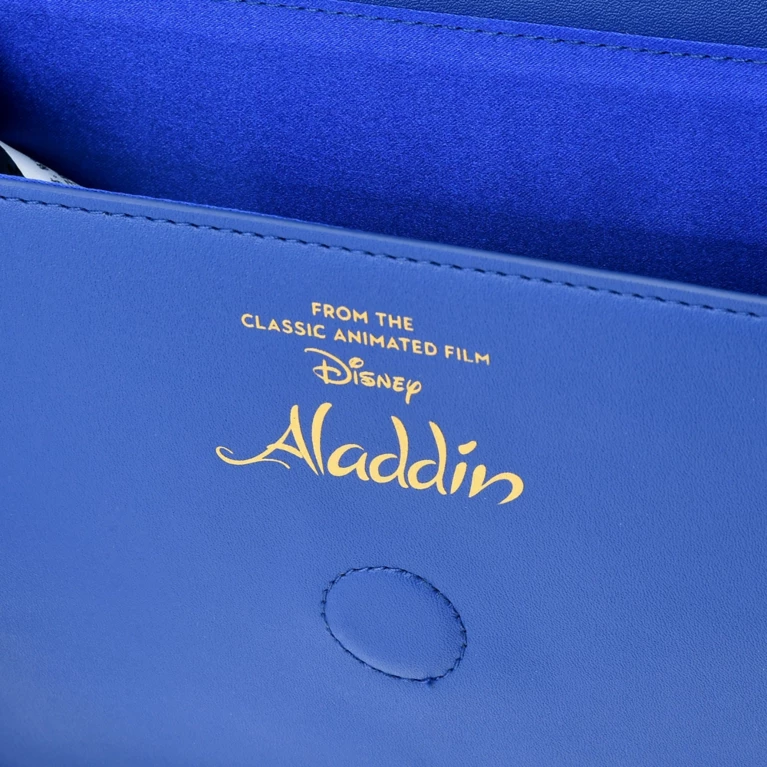 FROM THE
CLASSIC ANIMATED FILM
Disney
Aladdin